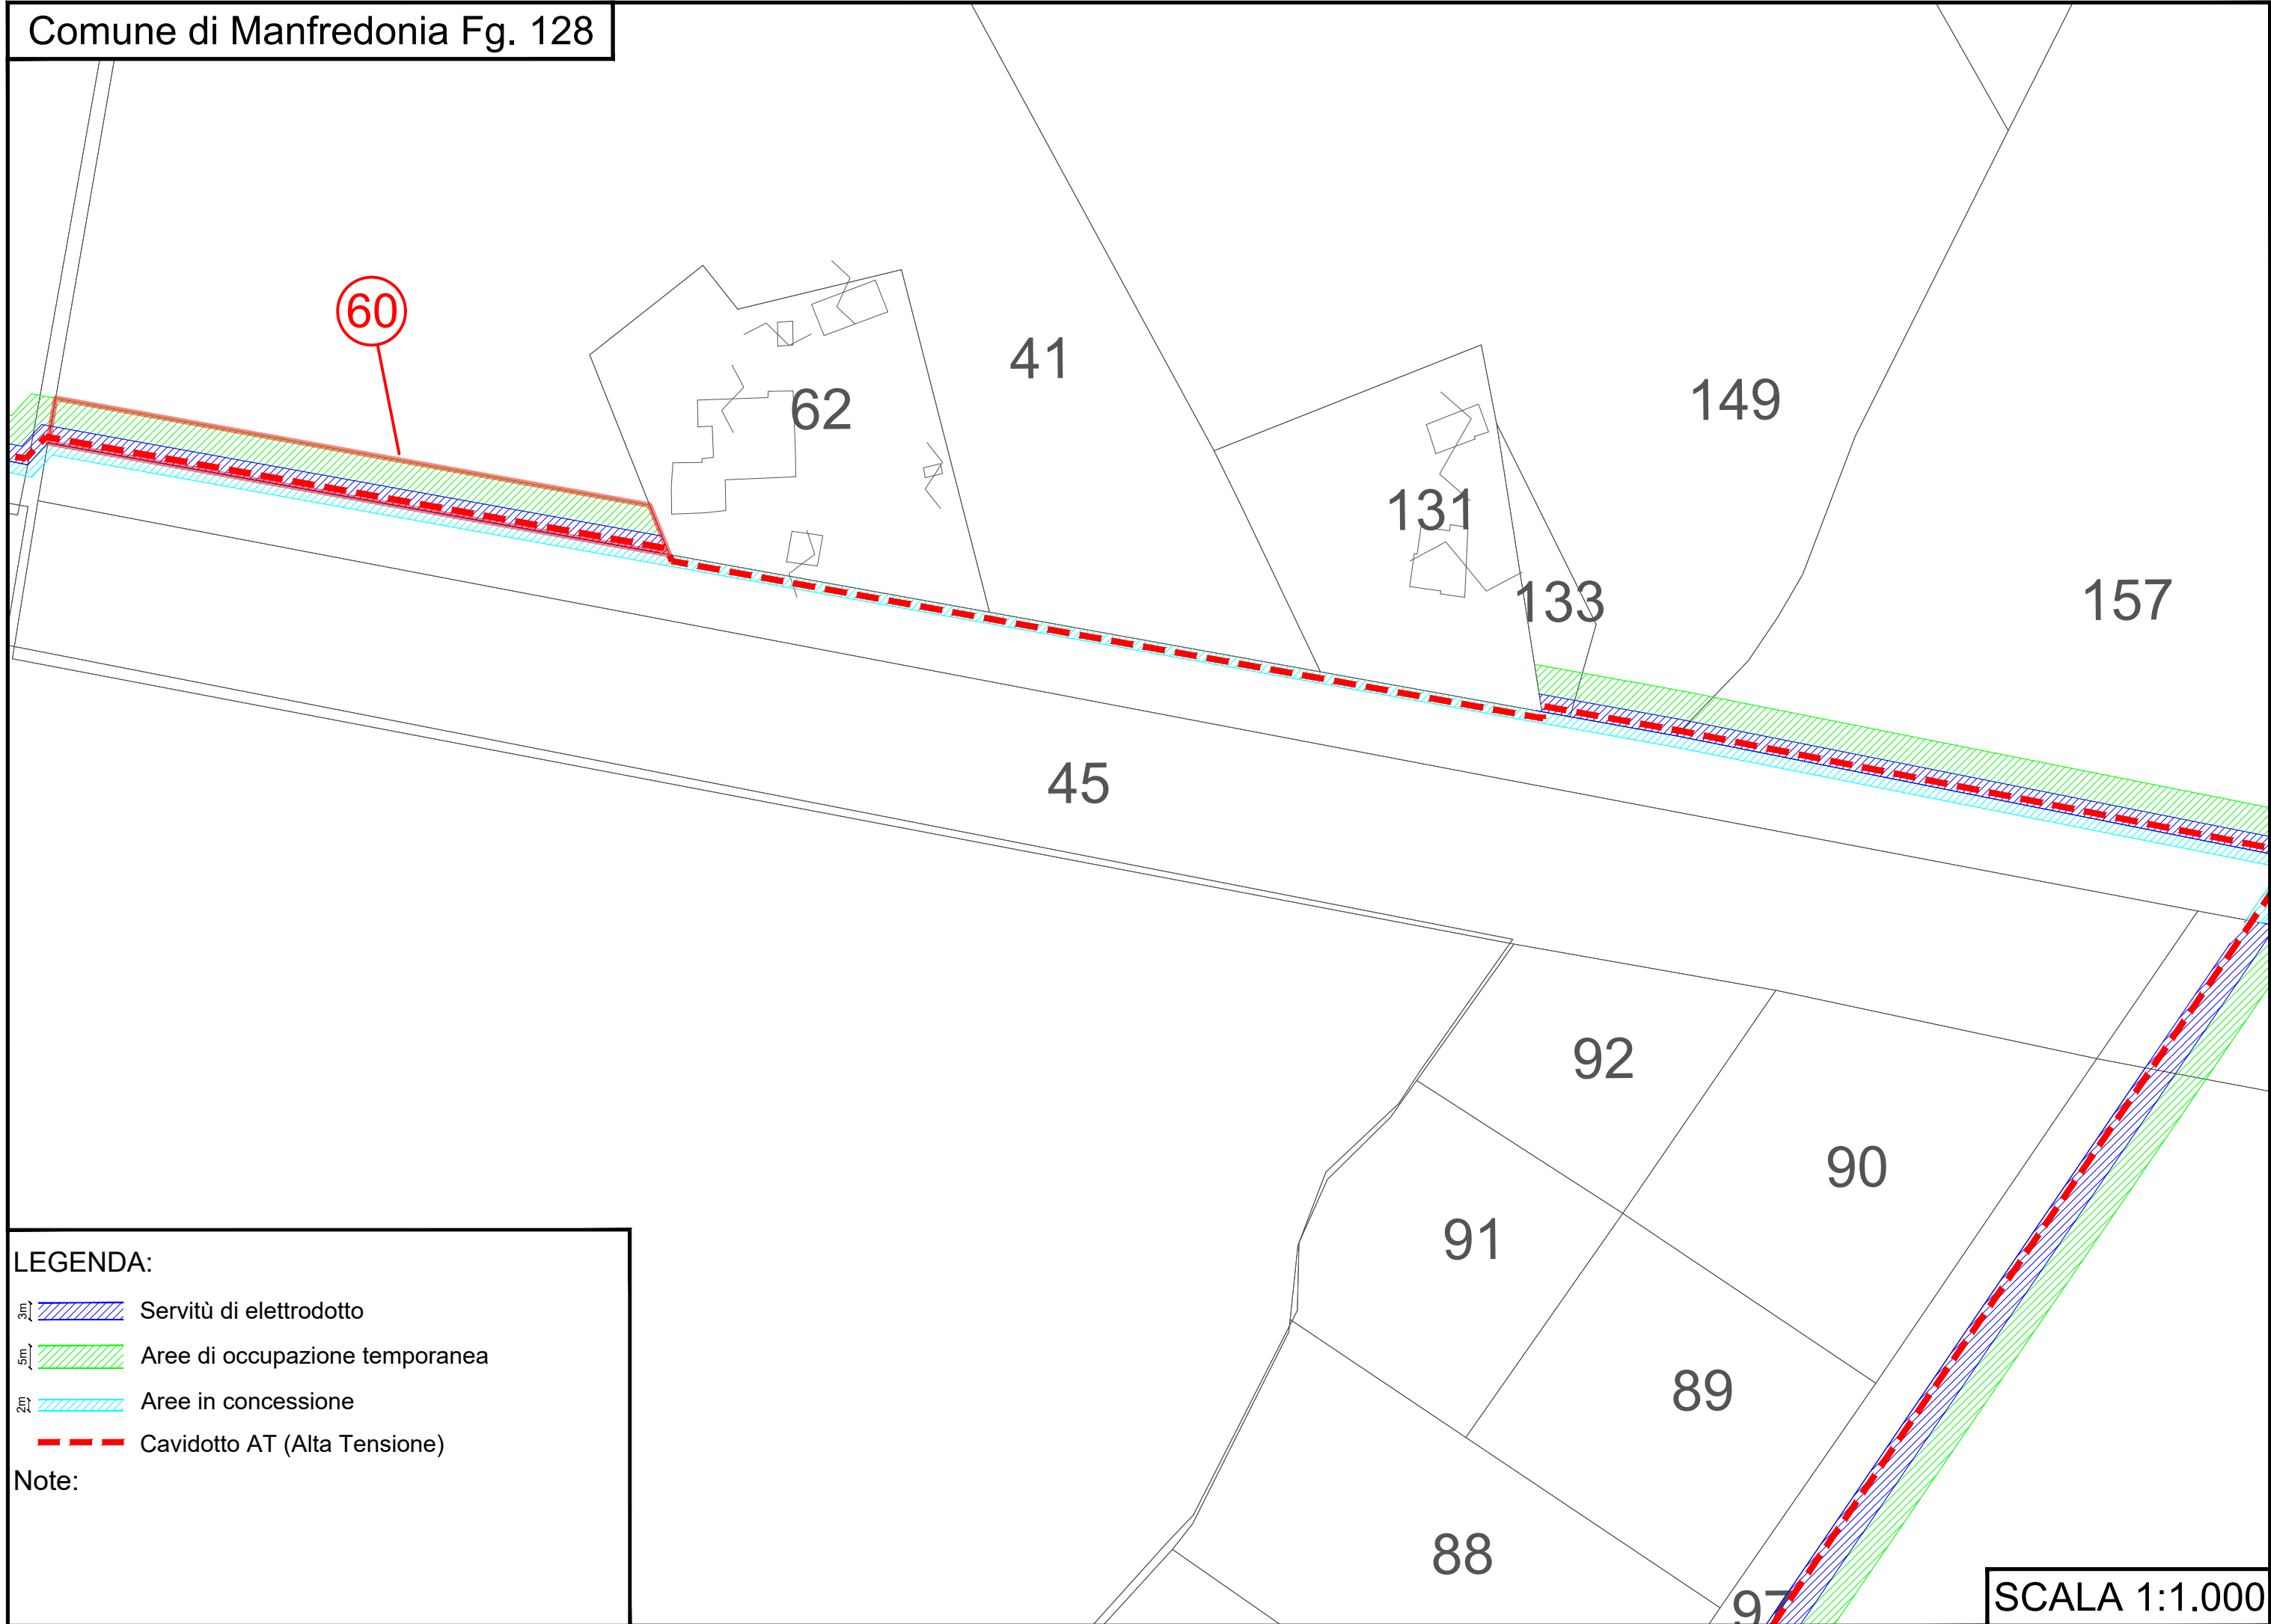 Comune di Manfredonia Fg. 128
60
41
62
149
131
133
157
45
92
90
91
89
88
97
LEGENDA:
3m Servitù di elettrodotto
5m Aree di occupazione temporanea
2m Aree in concessione
Cavidotto AT (Alta Tensione)
Note:
SCALA 1:1.000